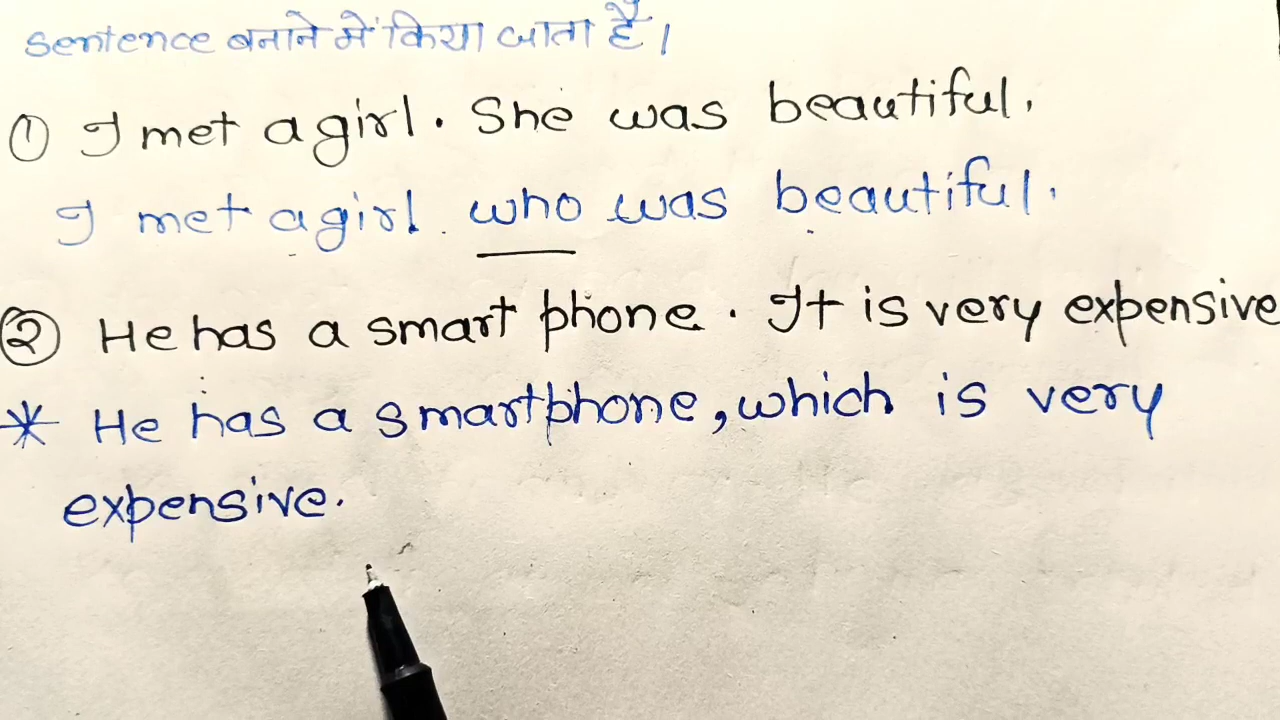 sentence बनाने में किया जाता है।
① I met a girl. She was beautiful.
I met a girl who was beautiful.
② He has a smart phone. It is very expensive
* He has a smartphone, which is very
expensive.